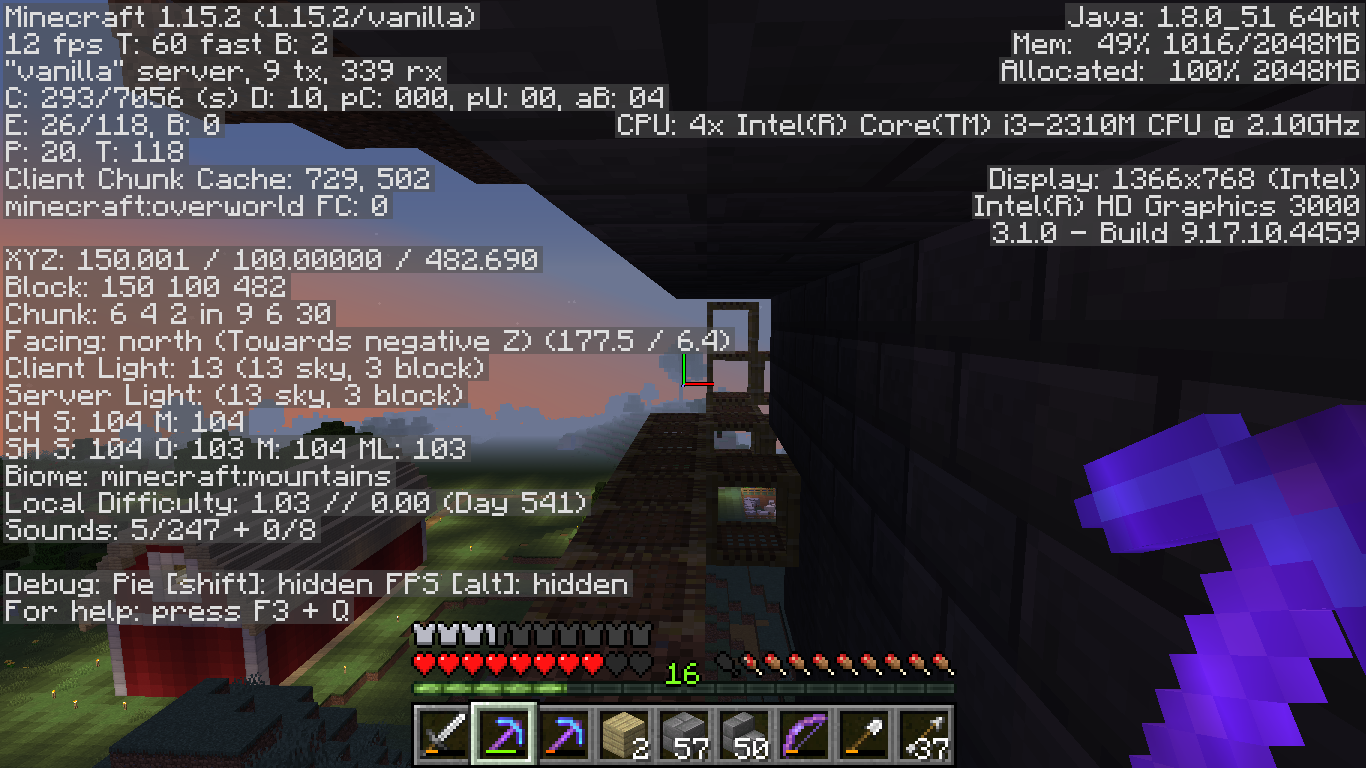 Minecraft 1.15.2 (1.15.2/vanilla)
12 fps T: 60 fast B: 2
"vanilla" server, 9 tx, 339 rx
C: 293/7056 (s) D: 10, pC: 000, pU: 00, aB: 04
E: 26/118, B: 0
P: 20. T: 118
Client Chunk Cache: 729, 502
minecraft:overworld FC: 0
XYZ: 150.001 / 100.00000 / 482.690
Block: 150 100 482
Chunk: 6 4 2 in 9 6 30
Facing: north (Towards negative Z) (177.5 / 6.4)
Client Light: 13 (13 sky, 3 block)
Server Light: (13 sky, 3 block)
CH S: 104 M: 104
SH S: 104 O: 103 M: 104 ML: 103
Biome: minecraft:mountains
Local Difficulty: 1.03 // 0.00 (Day 541)
Sounds: 5/247 + 0/8
Debug: Pie [shift]: hidden FPS [alt]: hidden
For help: press F3 + Q
Java: 1.8.0_51 64bit
Mem: 49% 1016/2048MB
Allocated: 100% 2048MB
CPU: 4x Intel(R) Core(TM) i3-2310M CPU @ 2.10GHz
Display: 1366x768 (Intel)
Intel(R) HD Graphics 3000
3.1.0 - Build 9.17.10.4459
16
2 57 50 37